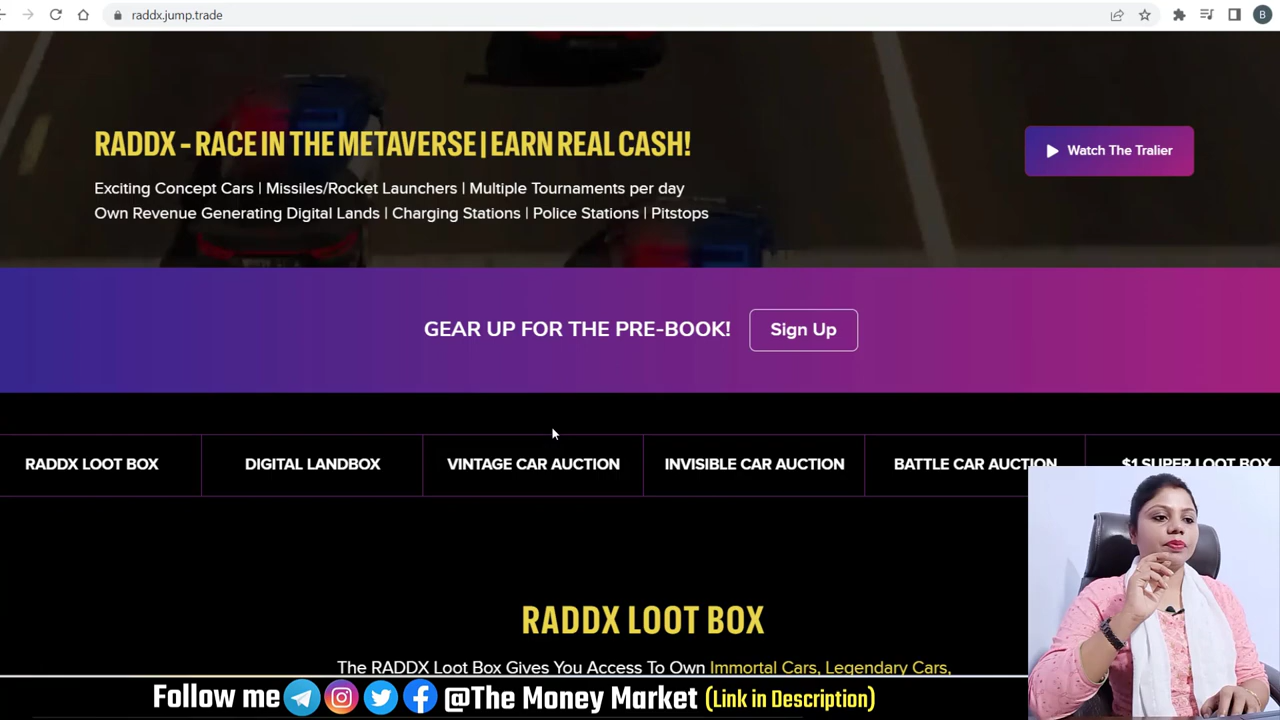 raddx.jump.trade
B
RADDX - RACE IN THE METAVERSE | EARN REAL CASH!
Exciting Concept Cars | Missiles/Rocket Launchers | Multiple Tournaments per day
Own Revenue Generating Digital Lands | Charging Stations | Police Stations | Pitstops
Watch The Tralier
GEAR UP FOR THE PRE-BOOK!
Sign Up
RADDX LOOT BOX
DIGITAL LANDBOX
VINTAGE CAR AUCTION
INVISIBLE CAR AUCTION
BATTLE CAR AUCTION
$1 SUPER LOOT BOX
RADDX LOOT BOX
The RADDX Loot Box Gives You Access To Own Immortal Cars, Legendary Cars,
Follow me @The Money Market (Link in Description)